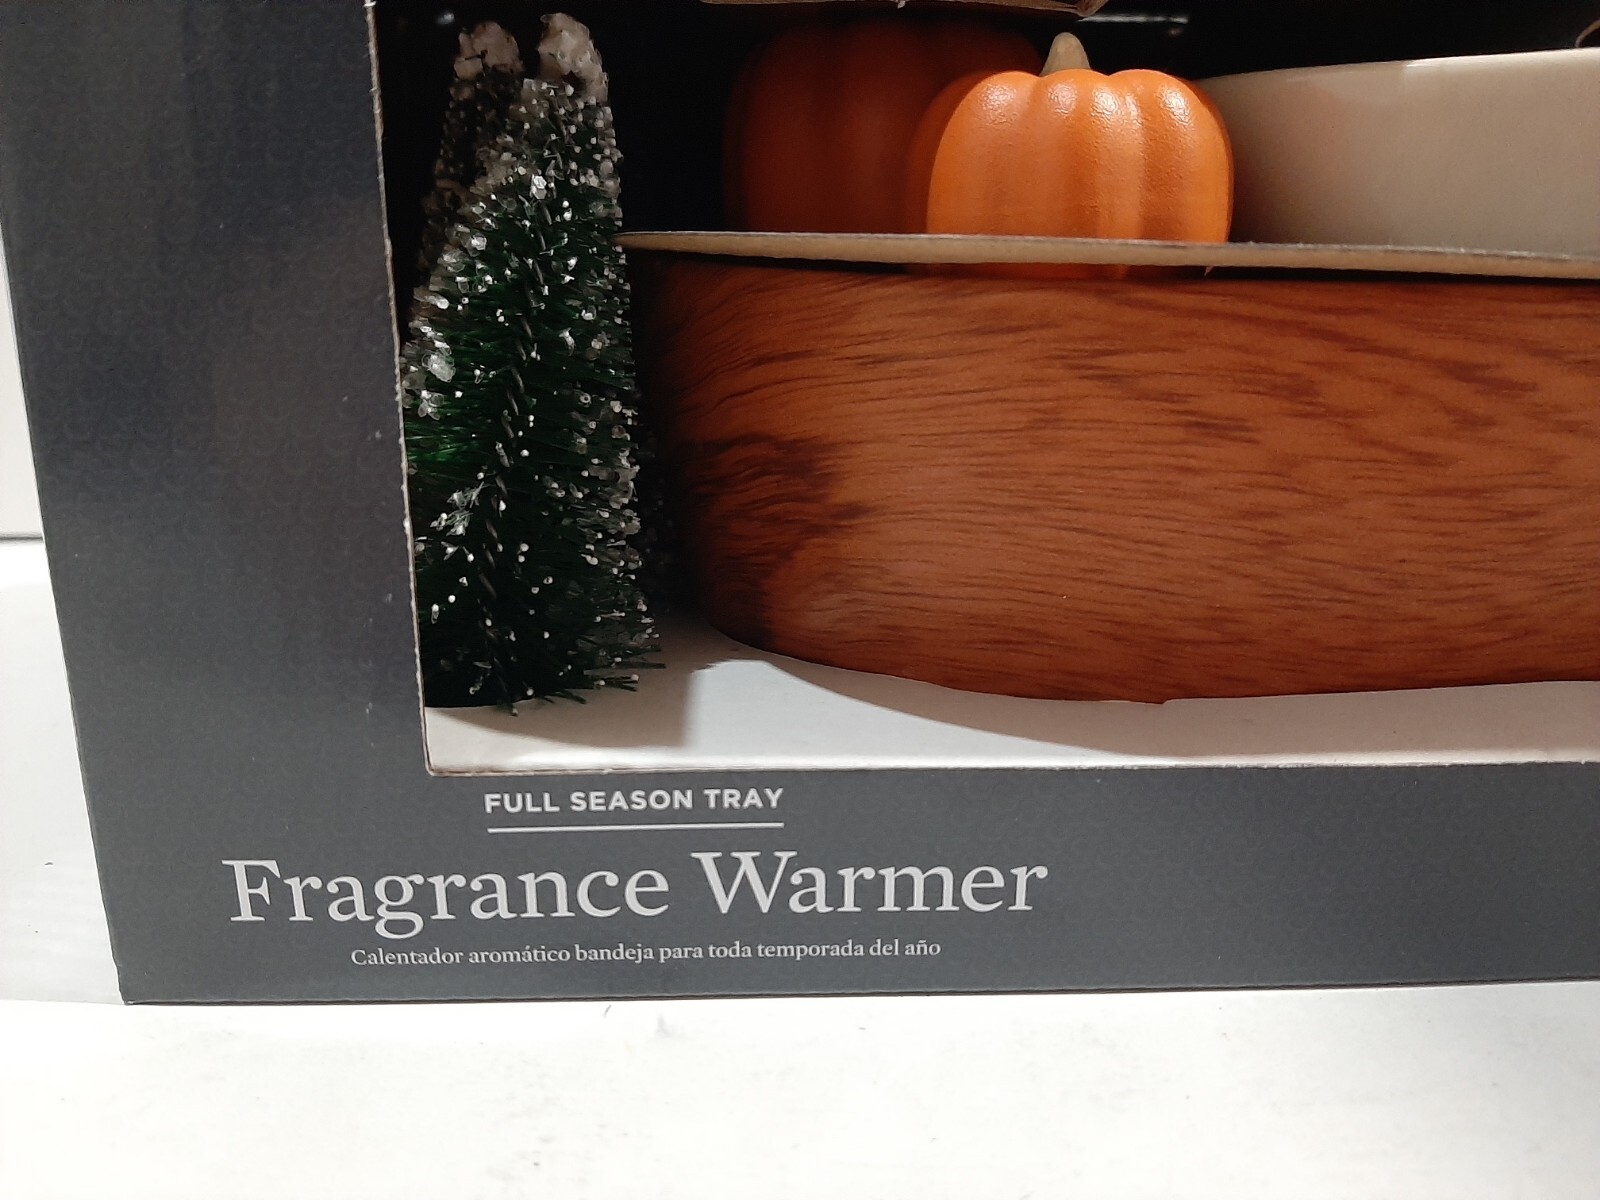 FULL SEASON TRAY
Fragrance Warmer
Calentador aromático bandeja para toda temporada del año